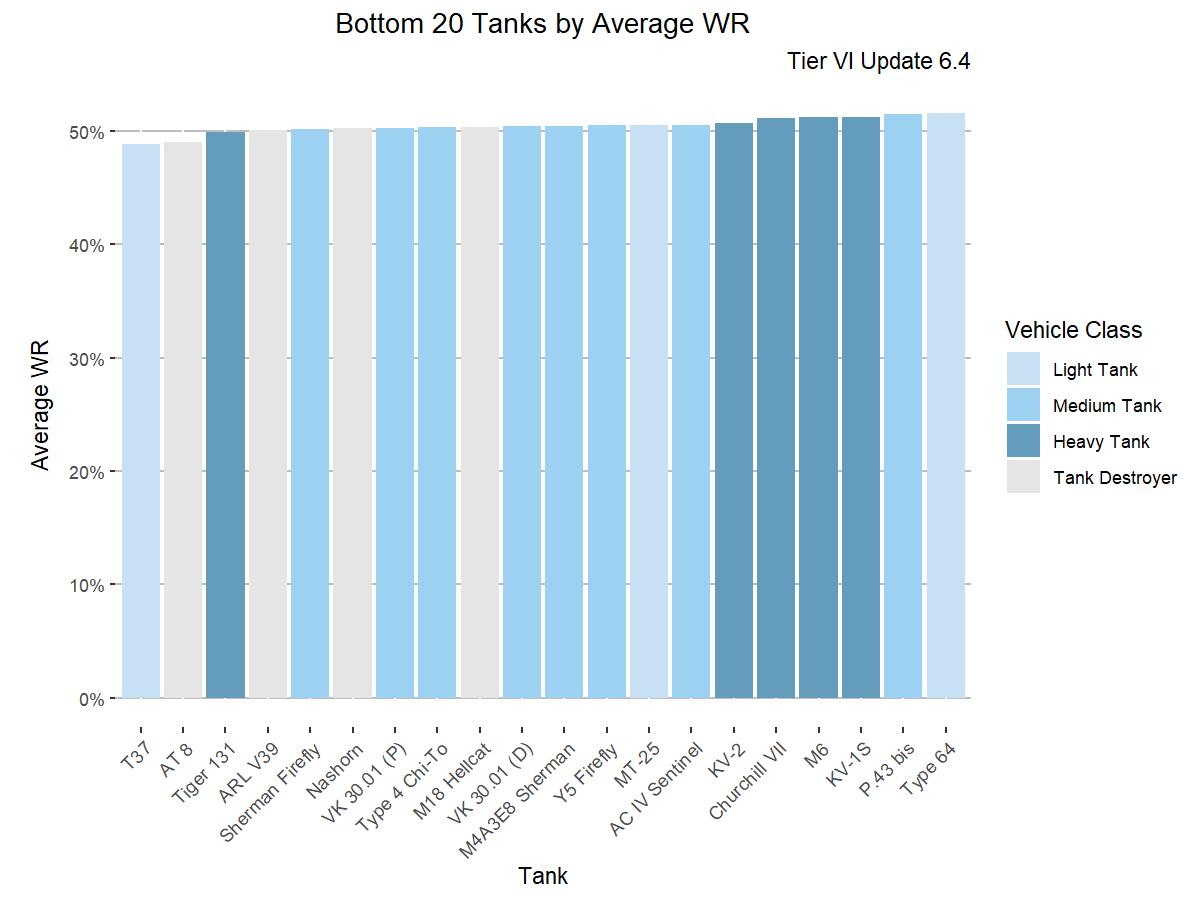 Bottom 20 Tanks by Average WR
Tier VI Update 6.4
Average WR
50%
40%
30%
20%
10%
0%
T37
AT 8
Tiger 131
ARL V39
Sherman Firefly
Nashorn
VK 30.01 (P)
Type 4 Chi-To
M18 Hellcat
VK 30.01 (D)
M4A3E8 Sherman
Y5 Firefly
MT-25
AC IV Sentinel
KV-2
Churchill VII
M6
KV-1S
P.43 bis
Type 64
Tank
Vehicle Class
Light Tank
Medium Tank
Heavy Tank
Tank Destroyer